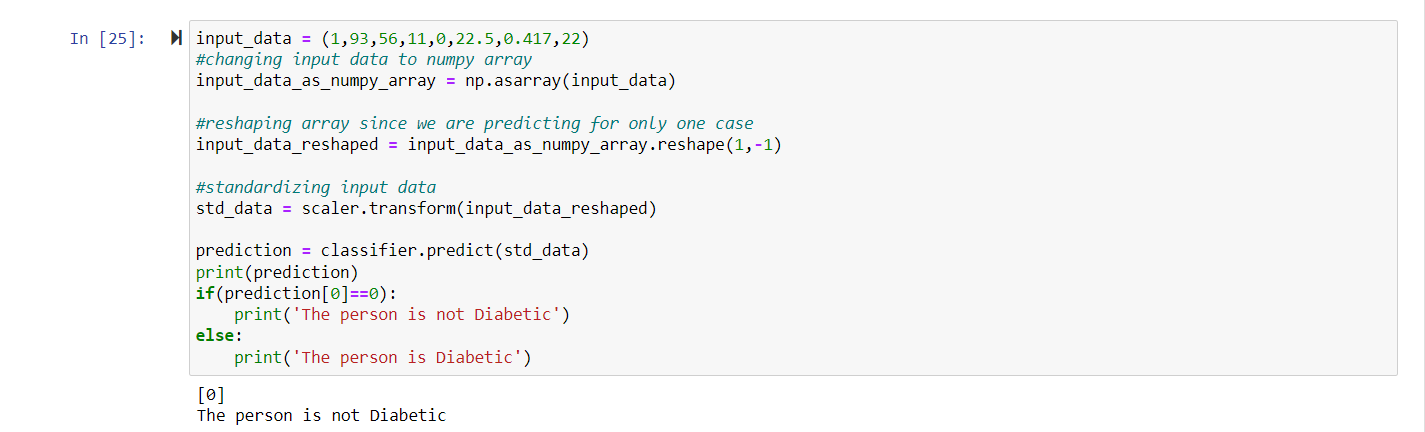 In [25]: input_data = (1,93,56,11,0,22.5,0.417,22)
#changing input data to numpy array
input_data_as_numpy_array = np.asarray(input_data)
#reshaping array since we are predicting for only one case
input_data_reshaped = input_data_as_numpy_array.reshape(1,-1)
#standardizing input data
std_data = scaler.transform(input_data_reshaped)
prediction = classifier.predict(std_data)
print(prediction)
if(prediction[0]==0):
    print('The person is not Diabetic')
else:
    print('The person is Diabetic')
[0]
The person is not Diabetic